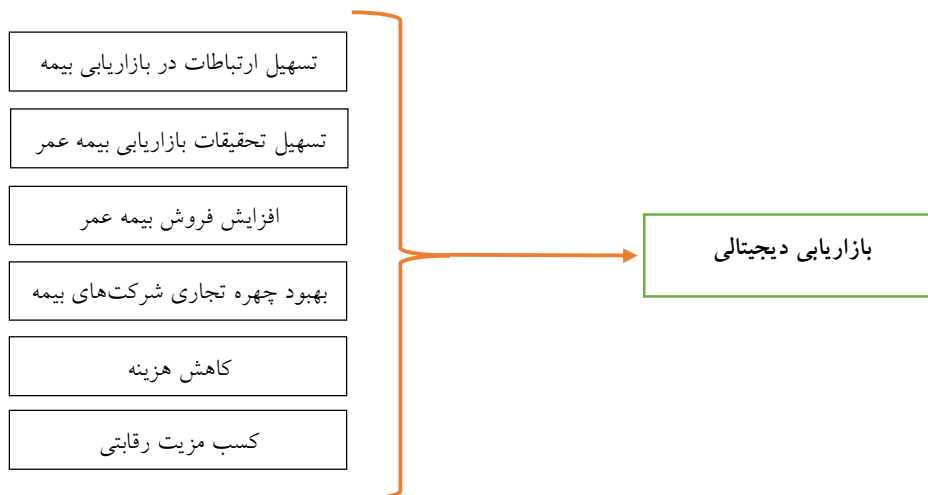 تسهیل ارتباطات در بازاریابی بیمه
تسهیل تحقیقات بازاریابی بیمه عمر
افزایش فروش بیمه عمر
بهبود چهره تجاری شرکت‌های بیمه
کاهش هزینه
کسب مزیت رقابتی
بازاریابی دیجیتالی